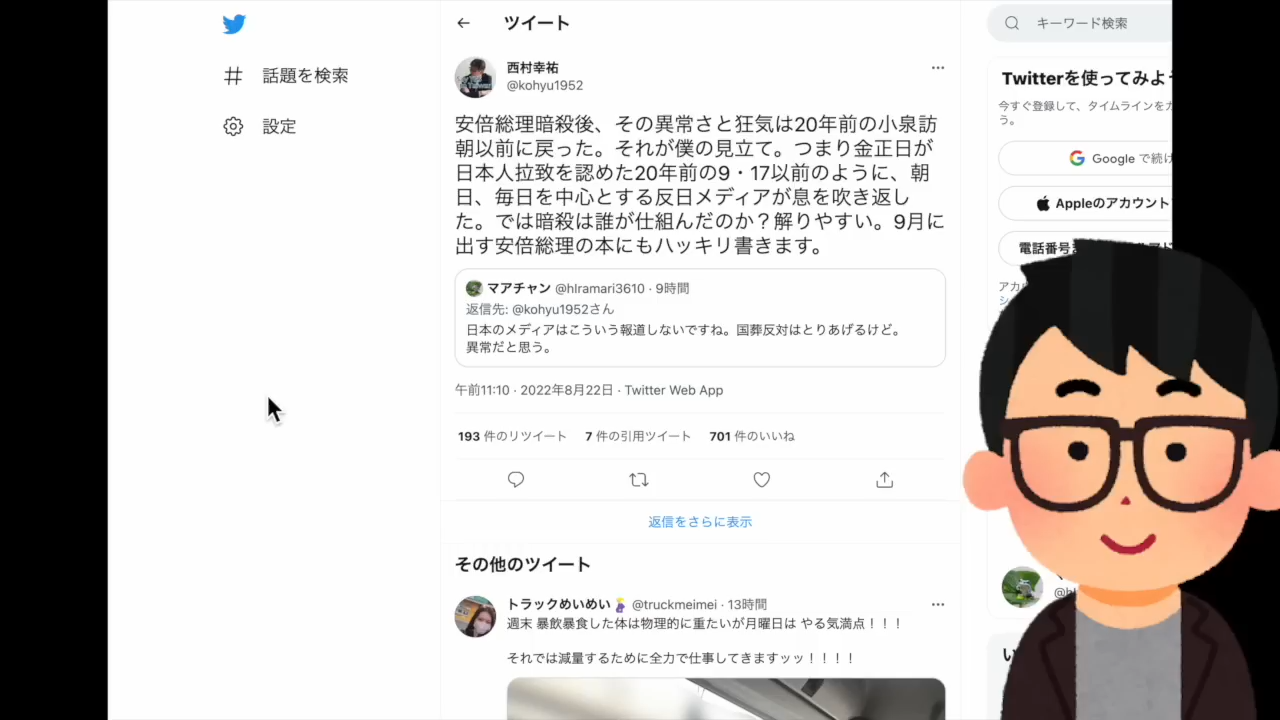 ツイート
キーワード検索
話題を検索
設定
西村幸祐
@kohyu1952
安倍総理暗殺後、その異常さと狂気は20年前の小泉訪
朝以前に戻った。それが僕の見立て。つまり金正日が
日本人拉致を認めた20年前の9・17以前のように、朝
日、毎日を中心とする反日メディアが息を吹き返し
た。では暗殺は誰が仕組んだのか？解りやすい。9月に
出す安倍総理の本にもハッキリ書きます。
マアチャン @hIramari3610 · 9時間
返信先: @kohyu1952さん
日本のメディアはこういう報道しないですね。国葬反対はとりあげるけど。
異常だと思う。
午前11:10 · 2022年8月22日 · Twitter Web App
193 件のリツイート 7 件の引用ツイート 701 件のいいね
返信をさらに表示
その他のツイート
トラックめいめい @truckmeimei · 13時間
週末 暴飲暴食した体は物理的に重たいが月曜日は やる気満点！！！
それでは減量するために全力で仕事してきますッッ！！！！
Twitterを使ってみよ
今すぐ登録して、タイムラインをカ
う。
Google で続け
Appleのアカウント
電話番号
アカ